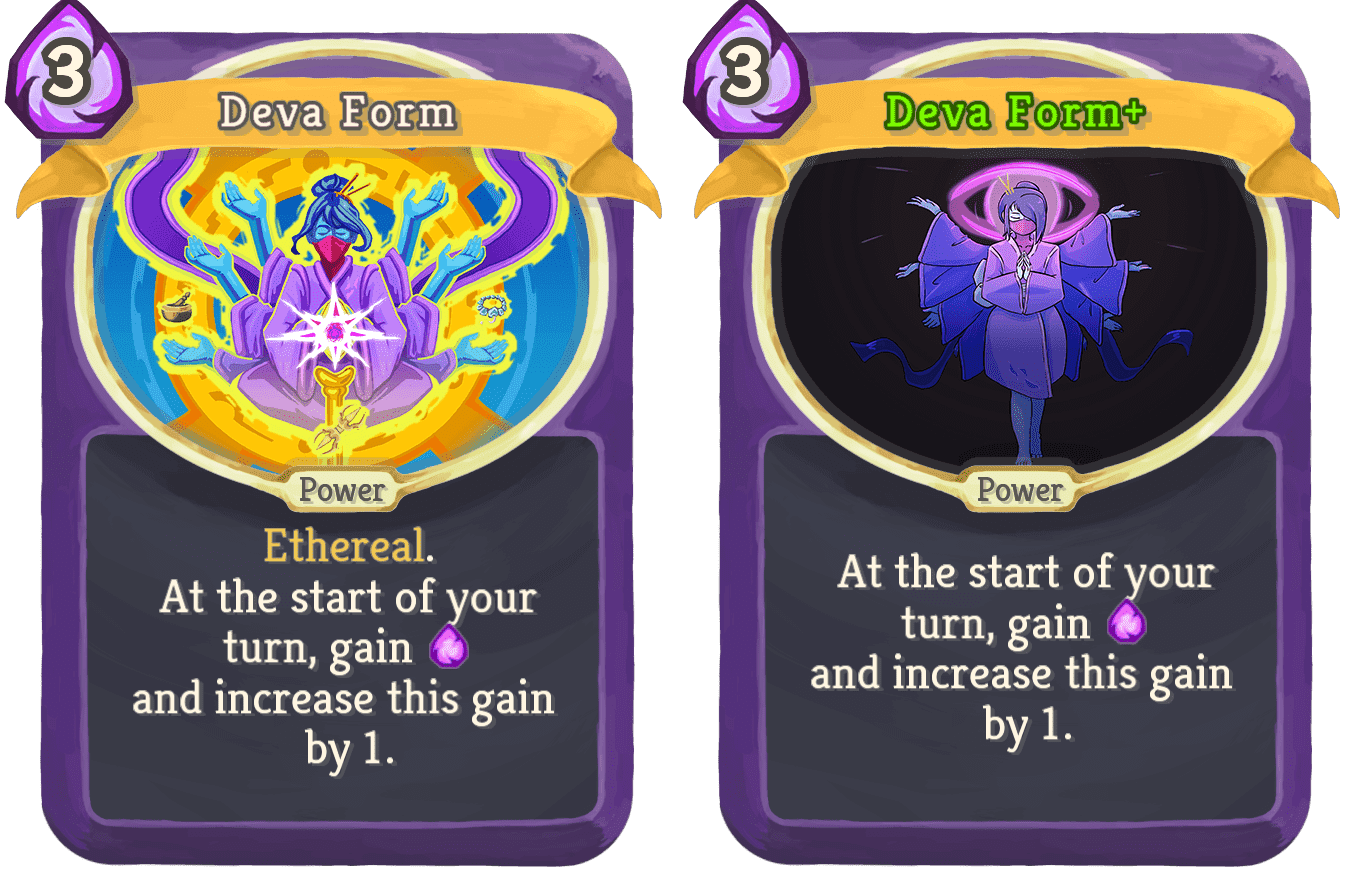 3
Deva Form
Power
Ethereal.
At the start of your
turn, gain
and increase this gain
by 1.
3
Deva Form+
Power
At the start of your
turn, gain
and increase this gain
by 1.